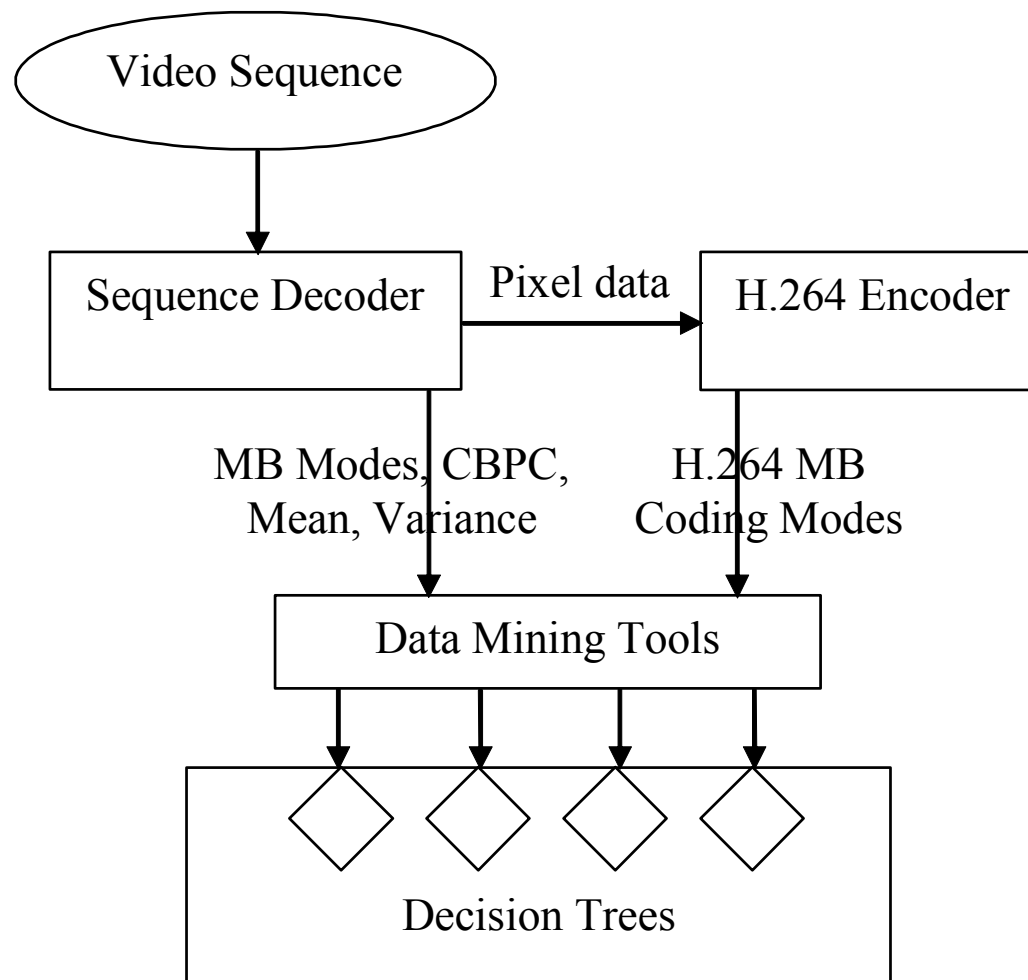 Video Sequence
Sequence Decoder
Pixel data
H.264 Encoder
MB Modes, CBPC,
Mean, Variance
H.264 MB
Coding Modes
Data Mining Tools
Decision Trees